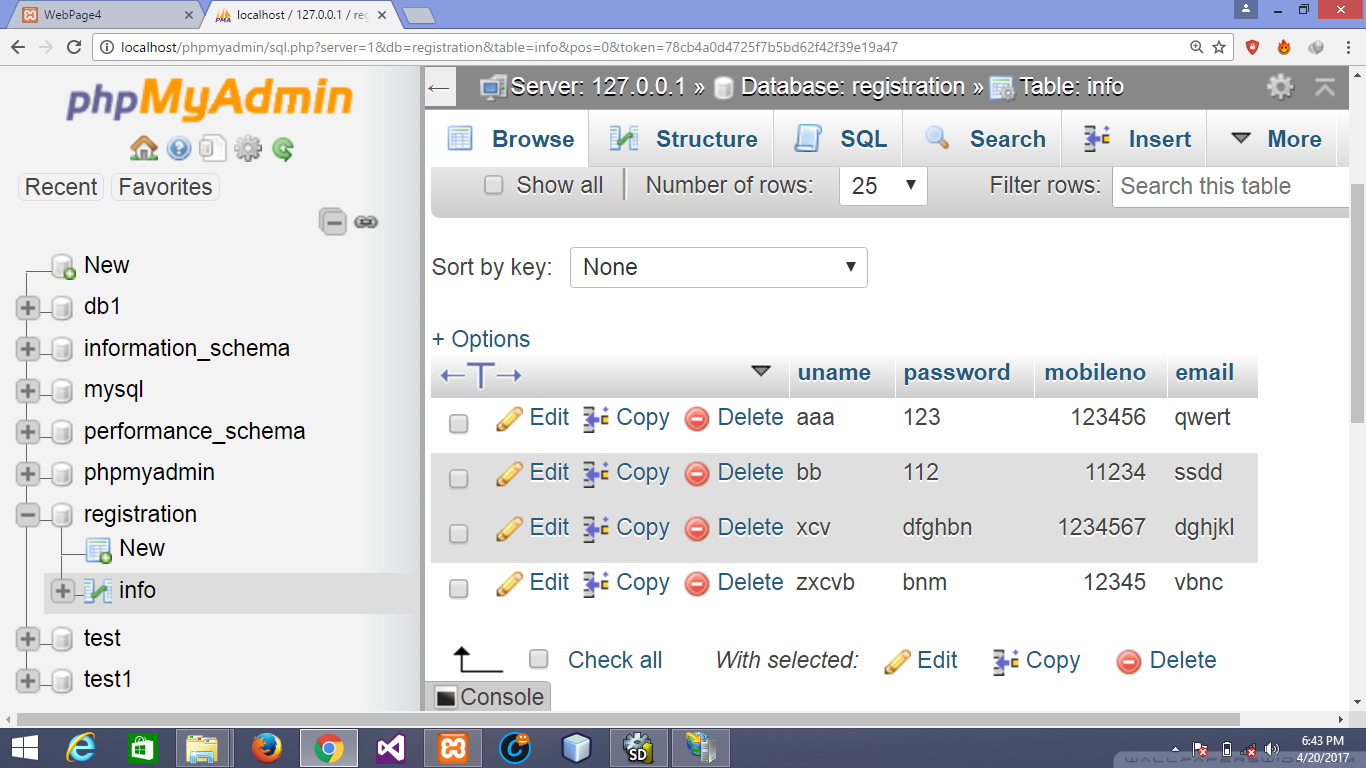 WebPage4
localhost / 127.0.0.1 / reg
localhost/phpmyadmin/sql.php?server=1&db=registration&table=info&pos=0&token=78cb4a0d4725f7b5bd62f42f39e19a47
phpMyAdmin
Recent Favorites
New
db1
information_schema
mysql
performance_schema
phpmyadmin
registration
New
info
test
test1
Server: 127.0.0.1 » Database: registration » Table: info
Browse Structure SQL Search Insert More
Show all Number of rows: 25 Filter rows: Search this table
Sort by key: None
+ Options
uname password mobileno email
Edit Copy Delete aaa 123 123456 qwert
Edit Copy Delete bb 112 11234 ssdd
Edit Copy Delete xcv dfghbn 1234567 dghjkl
Edit Copy Delete zxcvb bnm 12345 vbnc
Check all With selected: Edit Copy Delete
Console
SD
6:43 PM
4/20/2017